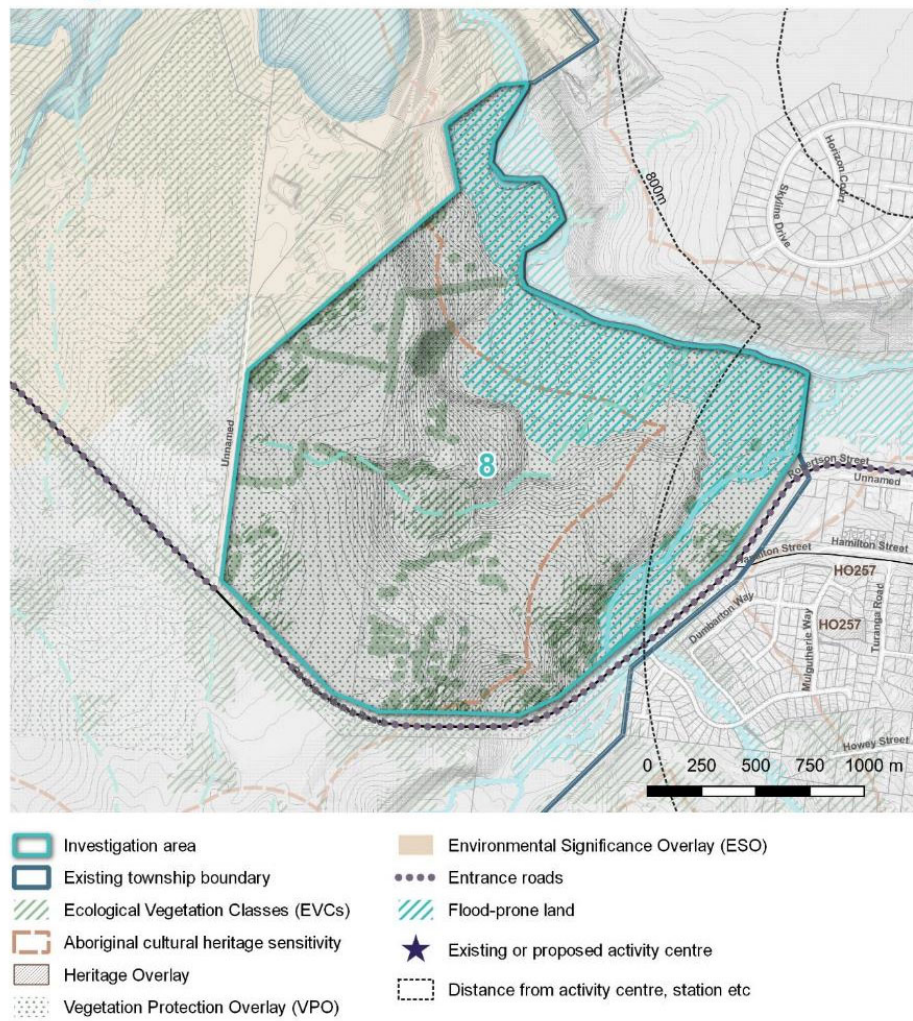 Horizon Court
Skyline Drive
800m
Unnamed
8
Robertson Street
Unnamed
Hamilton Street
Hamilton Street
HO257
Dumbarton Way
Mulgutherie Way
HO257
Turanga Road
Howey Street
0 250 500 750 1000 m
Investigation area
Existing township boundary
Ecological Vegetation Classes (EVCs)
Aboriginal cultural heritage sensitivity
Heritage Overlay
Vegetation Protection Overlay (VPO)
Environmental Significance Overlay (ESO)
Entrance roads
Flood-prone land
Existing or proposed activity centre
Distance from activity centre, station etc